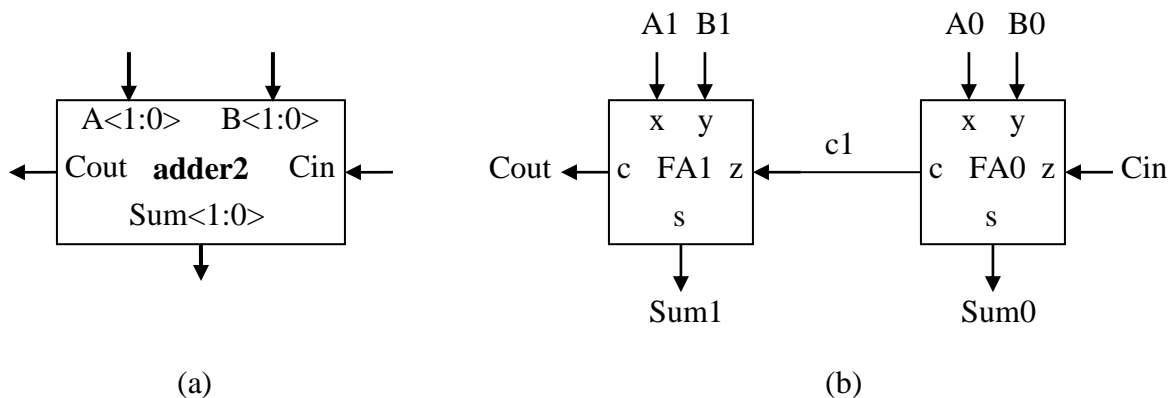 A<1:0> B<1:0>
Cout adder2 Cin
Sum<1:0>
(a)
A1 B1 A0 B0
x y x y
c1
Cout c FA1 z c FA0 z Cin
s s
Sum1 Sum0
(b)